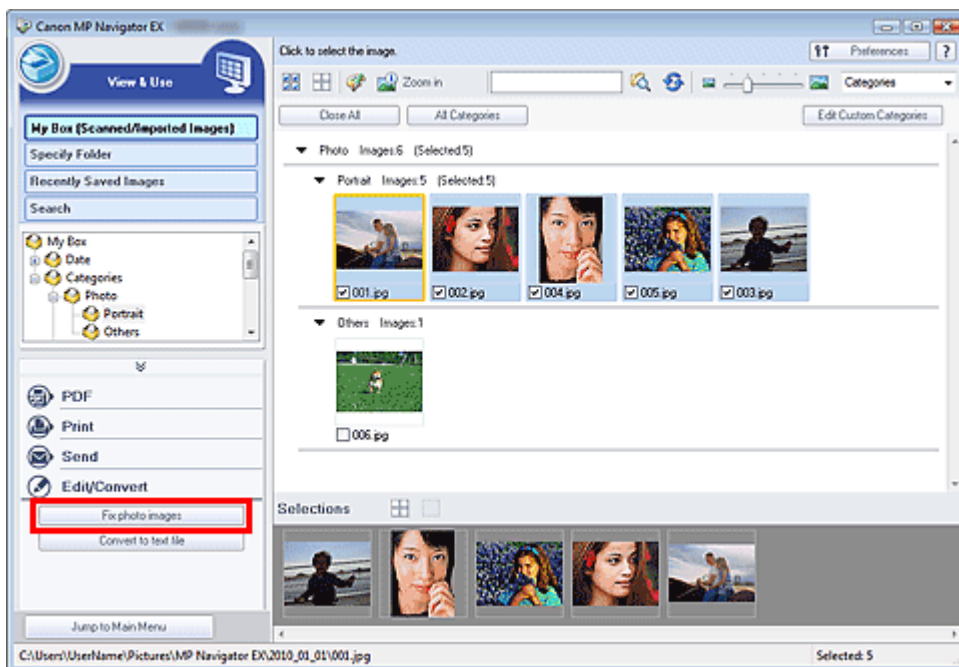 Canon MP Navigator EX
View & Use
My Box (Scanned/Imported Images)
Specify Folder
Recently Saved Images
Search
My Box
Date
Categories
Photo
Portrait
Others
PDF
Print
Send
Edit/Convert
Fix photo images
Convert to text file
Jump to Main Menu
Click to select the image.
Preferences
?
Zoom in
Categories
Close All
All Categories
Edit Custom Categories
Photo Images:6 (Selected:5)
Portrait Images:5 (Selected:5)
001.jpg 002.jpg 004.jpg 005.jpg 003.jpg
Others Images:1
006.jpg
Selections
C:\Users\UserName\Pictures\MP Navigator EX\2010_01_01\001.jpg
Selected: 5